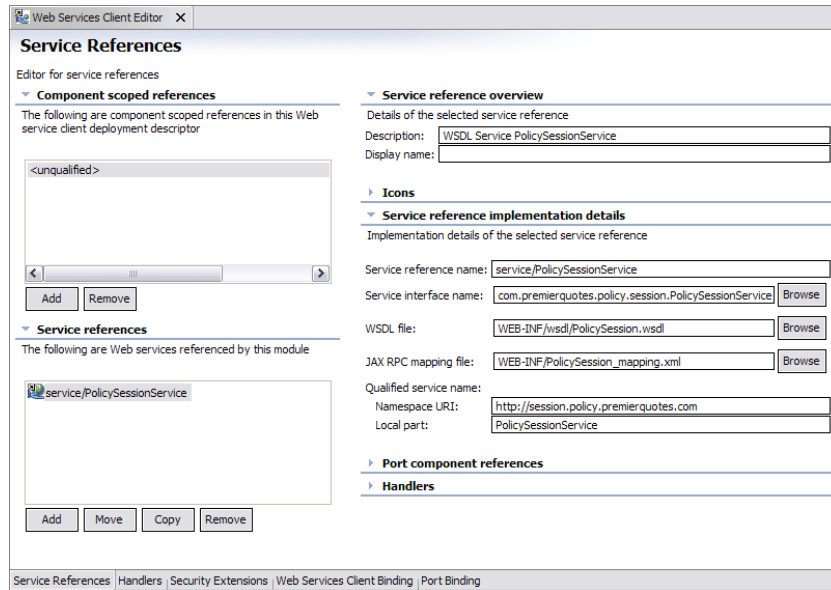 Web Services Client Editor X
Service References
Editor for service references
Component scoped references
The following are component scoped references in this Web
service client deployment descriptor
<unqualified>
Add Remove
Service references
The following are Web services referenced by this module
service/PolicySessionService
Add Move Copy Remove
Service reference overview
Details of the selected service reference
Description: WSDL Service PolicySessionService
Display name:
Icons
Service reference implementation details
Implementation details of the selected service reference
Service reference name: service/PolicySessionService
Service interface name: com.premierquotes.policy.session.PolicySessionService Browse
WSDL file: WEB-INF/wsdl/PolicySession.wsdl Browse
JAX RPC mapping file: WEB-INF/PolicySession_mapping.xml Browse
Qualified service name:
Namespace URI: http://session.policy.premierquotes.com
Local part: PolicySessionService
Port component references
Handlers
Service References Handlers Security Extensions Web Services Client Binding Port Binding